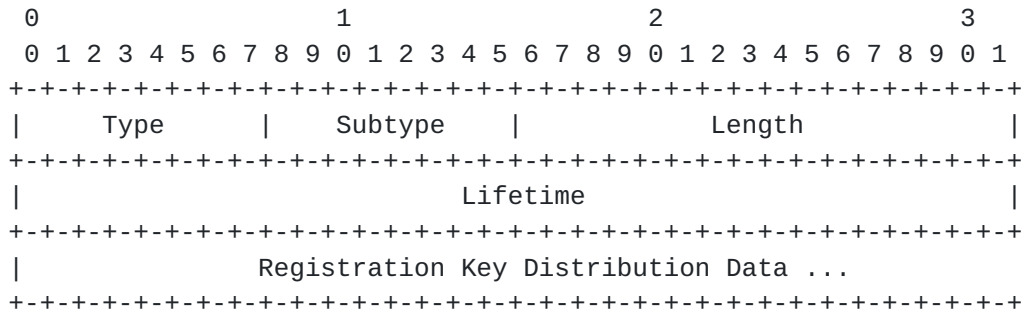 0                   1                   2                   3
 0 1 2 3 4 5 6 7 8 9 0 1 2 3 4 5 6 7 8 9 0 1 2 3 4 5 6 7 8 9 0 1
+-+-+-+-+-+-+-+-+-+-+-+-+-+-+-+-+-+-+-+-+-+-+-+-+-+-+-+-+-+-+-+-+
|     Type      |    Subtype    |            Length             |
+-+-+-+-+-+-+-+-+-+-+-+-+-+-+-+-+-+-+-+-+-+-+-+-+-+-+-+-+-+-+-+-+
|                            Lifetime                           |
+-+-+-+-+-+-+-+-+-+-+-+-+-+-+-+-+-+-+-+-+-+-+-+-+-+-+-+-+-+-+-+-+
|               Registration Key Distribution Data ...
+-+-+-+-+-+-+-+-+-+-+-+-+-+-+-+-+-+-+-+-+-+-+-+-+-+-+-+-+-+-+-+-+